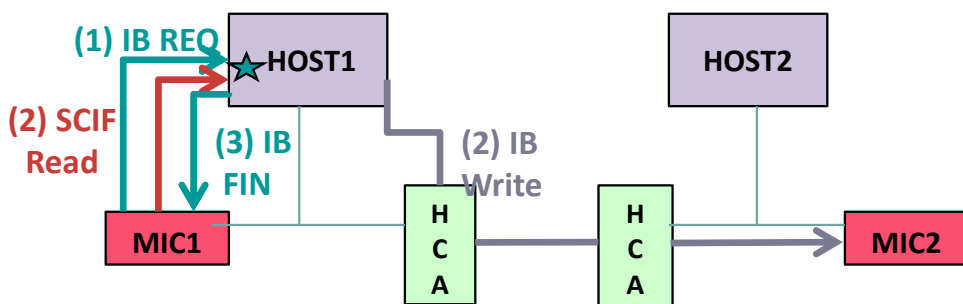 (1) IB REQ
HOST1
HOST2
(2) SCIF
Read
(3) IB
FIN
(2) IB
Write
MIC1
H
C
A
H
C
A
MIC2